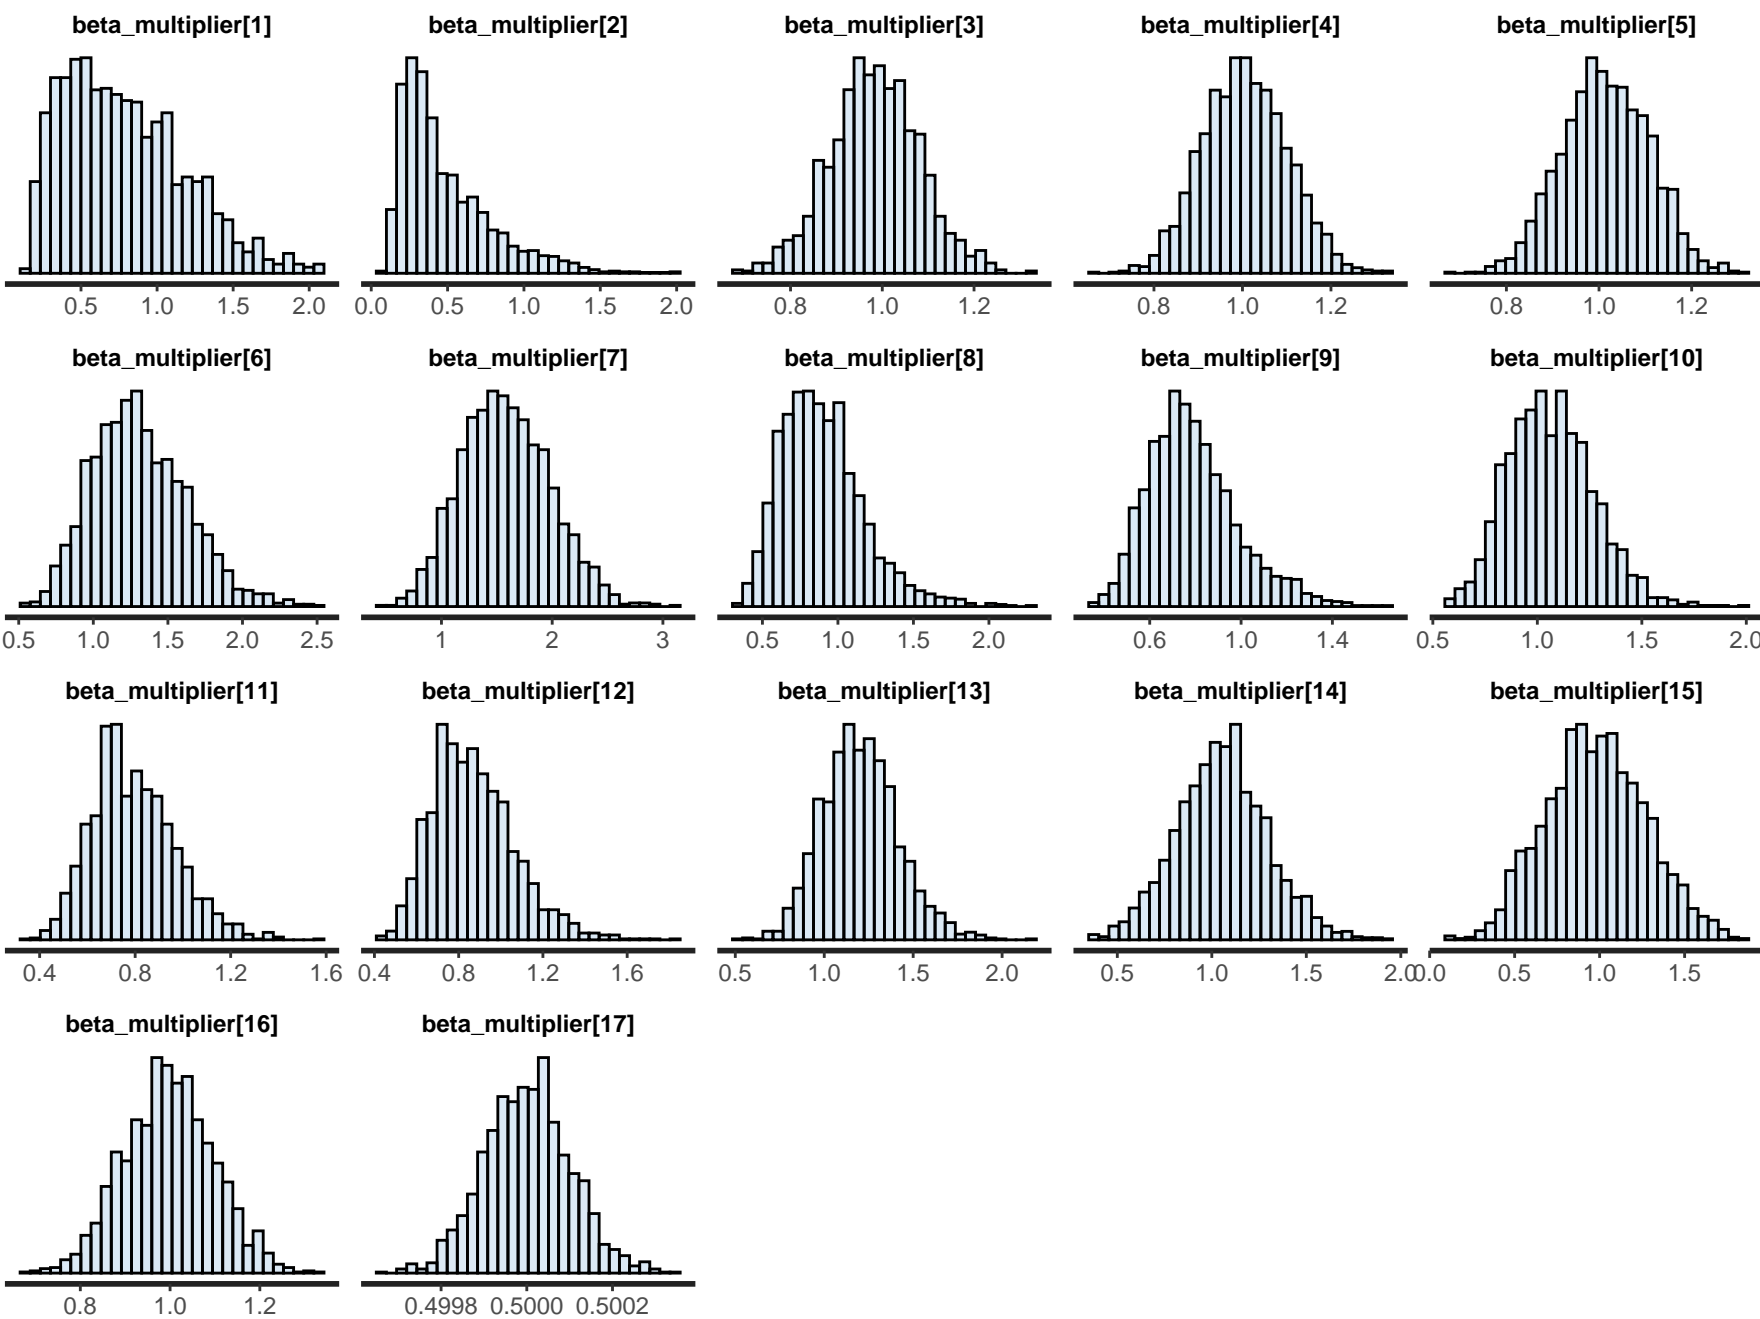 beta_multiplier[1] beta_multiplier[2] beta_multiplier[3] beta_multiplier[4] beta_multiplier[5]
0.5 1.0 1.5 2.0 0.0 0.5 1.0 1.5 2.0 0.8 1.0 1.2 0.8 1.0 1.2 0.8 1.0 1.2
beta_multiplier[6] beta_multiplier[7] beta_multiplier[8] beta_multiplier[9] beta_multiplier[10]
0.5 1.0 1.5 2.0 2.5 1 2 3 0.5 1.0 1.5 2.0 0.6 1.0 1.4 0.5 1.0 1.5 2.0
beta_multiplier[11] beta_multiplier[12] beta_multiplier[13] beta_multiplier[14] beta_multiplier[15]
0.4 0.8 1.2 1.6 0.4 0.8 1.2 1.6 0.5 1.0 1.5 2.0 0.5 1.0 1.5 2.0 0.0 0.5 1.0 1.5
beta_multiplier[16] beta_multiplier[17]
0.8 1.0 1.2 0.4998 0.5000 0.5002